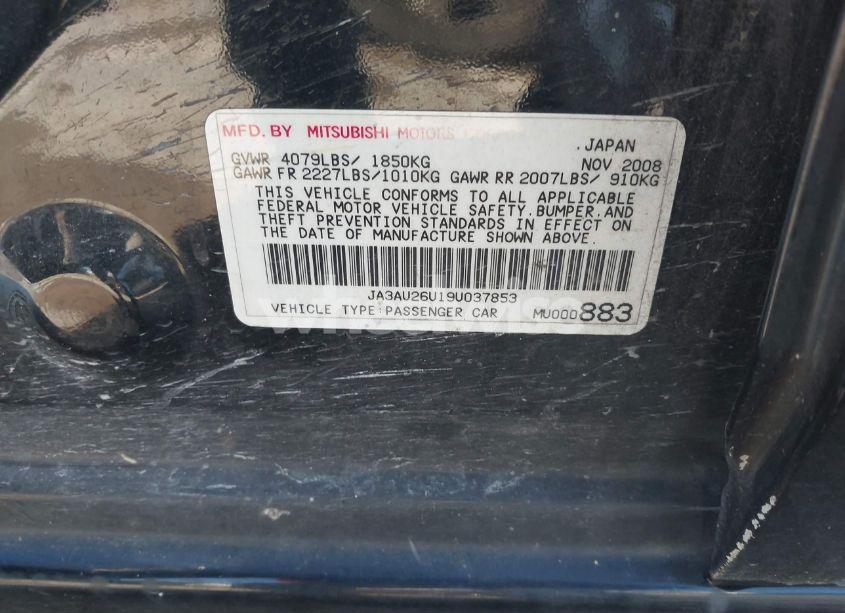 MFD. BY MITSUBISHI MOTORS
JAPAN
GVWR 4079LBS/ 1850KG NOV 2008
GAWR FR 2227LBS/1010KG GAWR RR 2007LBS/ 910KG
THIS VEHICLE CONFORMS TO ALL APPLICABLE
FEDERAL MOTOR VEHICLE SAFETY, BUMPER, AND
THEFT PREVENTION STANDARDS IN EFFECT ON
THE DATE OF MANUFACTURE SHOWN ABOVE.
JA3AU26U19U037853
VEHICLE TYPE:PASSENGER CAR MU000883